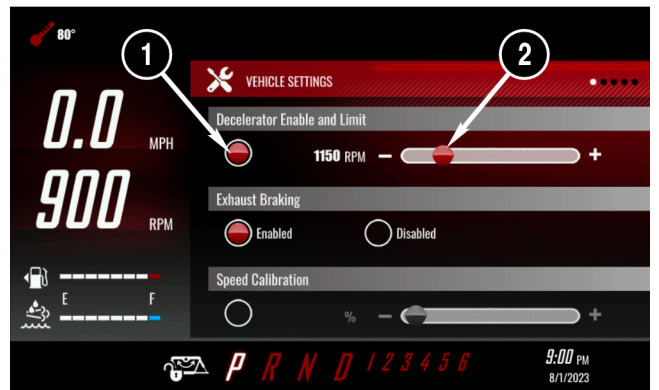 80°
1
2
VEHICLE SETTINGS
0.0 MPH
900 RPM
Decelerator Enable and Limit
1150 RPM − +
Exhaust Braking
Enabled Disabled
Speed Calibration
% − +
E F
P R N D 1 2 3 4 5 6
9:00 PM
8/1/2023